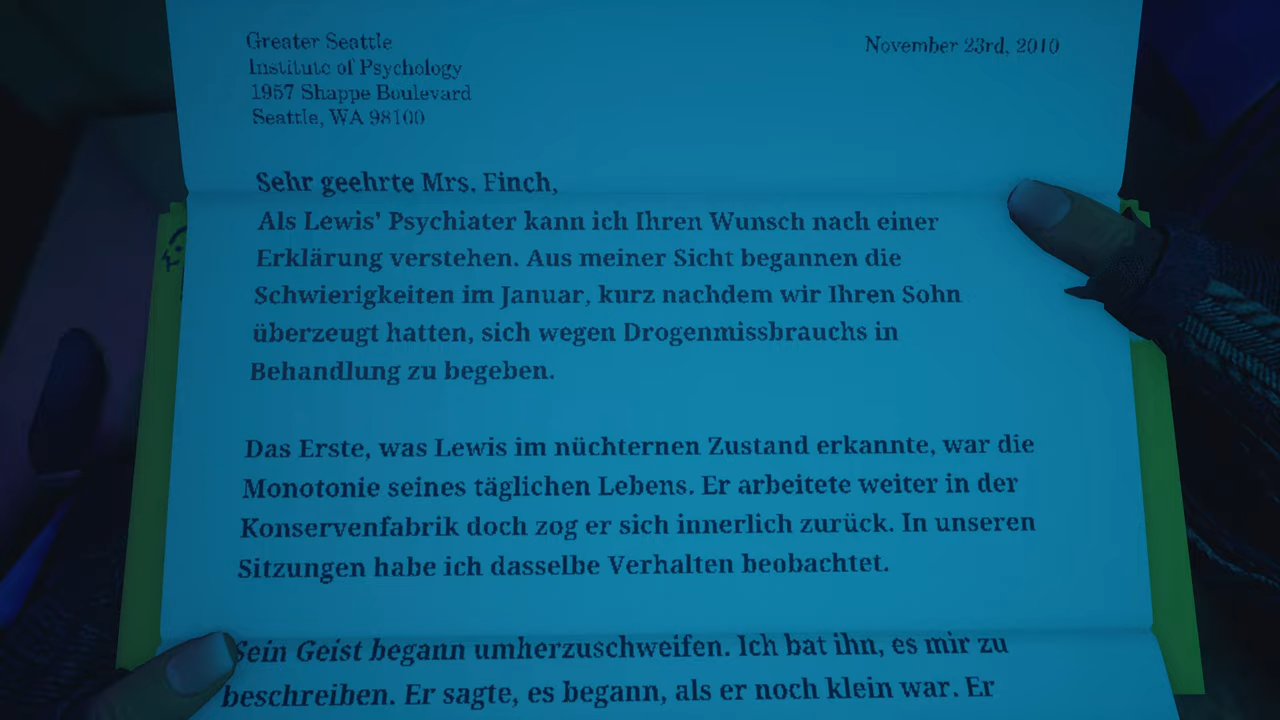 Greater Seattle
November 23rd, 2010
Institute of Psychology
1957 Shappe Boulevard
Seattle, WA 98100
Sehr geehrte Mrs. Finch,
Als Lewis' Psychiater kann ich Ihren Wunsch nach einer
Erklärung verstehen. Aus meiner Sicht begannen die
Schwierigkeiten im Januar, kurz nachdem wir Ihren Sohn
überzeugt hatten, sich wegen Drogenmissbrauchs in
Behandlung zu begeben.
Das Erste, was Lewis im nüchternen Zustand erkannte, war die
Monotonie seines täglichen Lebens. Er arbeitete weiter in der
Konservenfabrik doch zog er sich innerlich zurück. In unseren
Sitzungen habe ich dasselbe Verhalten beobachtet.
Sein Geist begann umherzuschweifen. Ich bat ihn, es mir zu
beschreiben. Er sagte, es begann, als er noch klein war. Er